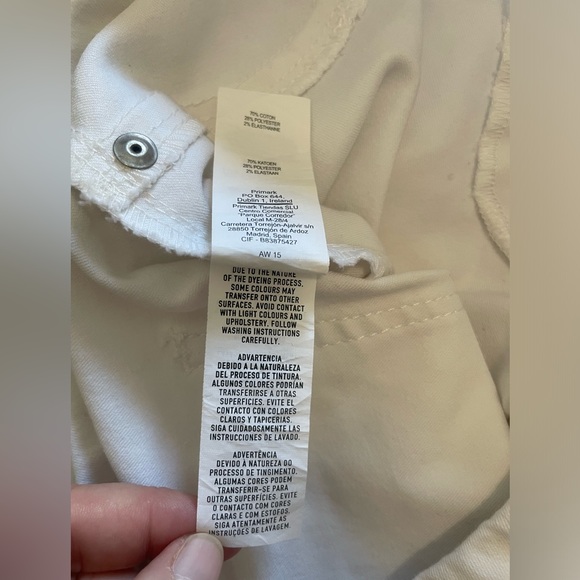 70% COTON
28% POLYESTER
2% ELASTHANNE
70% KATOEN
28% POLYESTER
2% ELASTAAN
Primark
PO Box 644,
Dublin 1, Ireland
Primark Tiendas SLU
Centro Comercial
"Parque Corredor"
Local M-28/4
Carretera Torrejón-Ajalvir s/n
28850 Torrejón de Ardoz
Madrid, Spain
CIF - B83875427
AW 15
DUE TO THE NATURE
OF THE DYEING PROCESS,
SOME COLOURS MAY
TRANSFER ONTO OTHER
SURFACES. AVOID CONTACT
WITH LIGHT COLOURS AND
UPHOLSTERY. FOLLOW
WASHING INSTRUCTIONS
CAREFULLY.
ADVARTENCIA
DEBIDO A LA NATURALEZA
DEL PROCESO DE TINTURA,
ALGUNOS COLORES PODRÍAN
TRANSFERIRSE A OTRAS
SUPERFICIES. EVITE EL
CONTACTO CON COLORES
CLAROS Y TAPICERIAS.
SIGA CUIDADOSAMENTE LAS
INSTRUCCIONES DE LAVADO.
ADVERTÊNCIA
DEVIDO À NATUREZA DO
PROCESSO DE TINGIMENTO,
ALGUMAS CORES PODEM
TRANSFERIR-SE PARA
OUTRAS SUPERFÍCIES. EVITE
O CONTACTO COM CORES
CLARAS E COM ESTOFOS.
SIGA ATENTAMENTE AS
INSTRUÇÕES DE LAVAGEM.